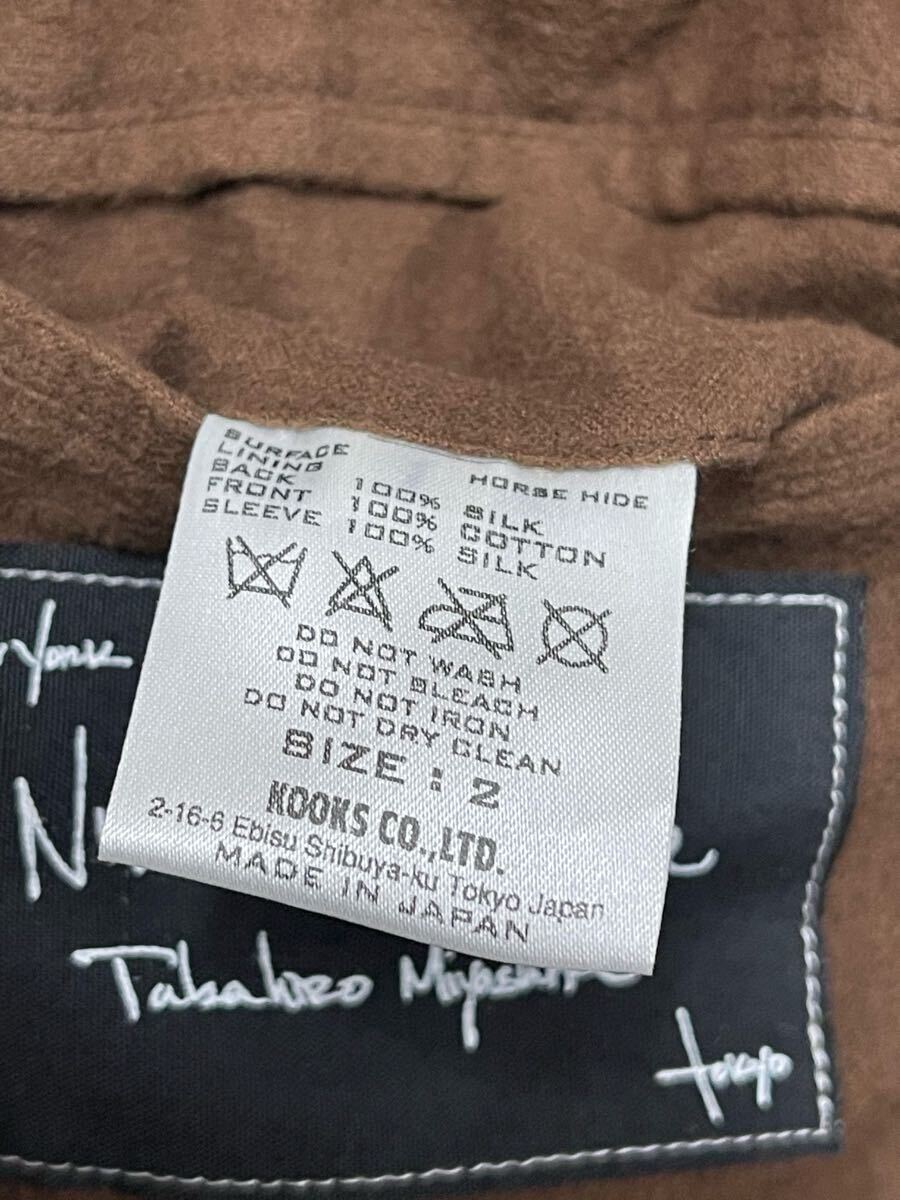 SURFACE HORSE HIDE
LINING
BACK 100% SILK
FRONT 100% COTTON
SLEEVE 100% SILK
DO NOT WASH
DO NOT BLEACH
DO NOT IRON
DO NOT DRY CLEAN
SIZE : 2
KOOKS CO.,LTD.
2-16-6 Ebisu Shibuya-ku Tokyo Japan
MADE IN JAPAN
York
Takahiro
tokyo